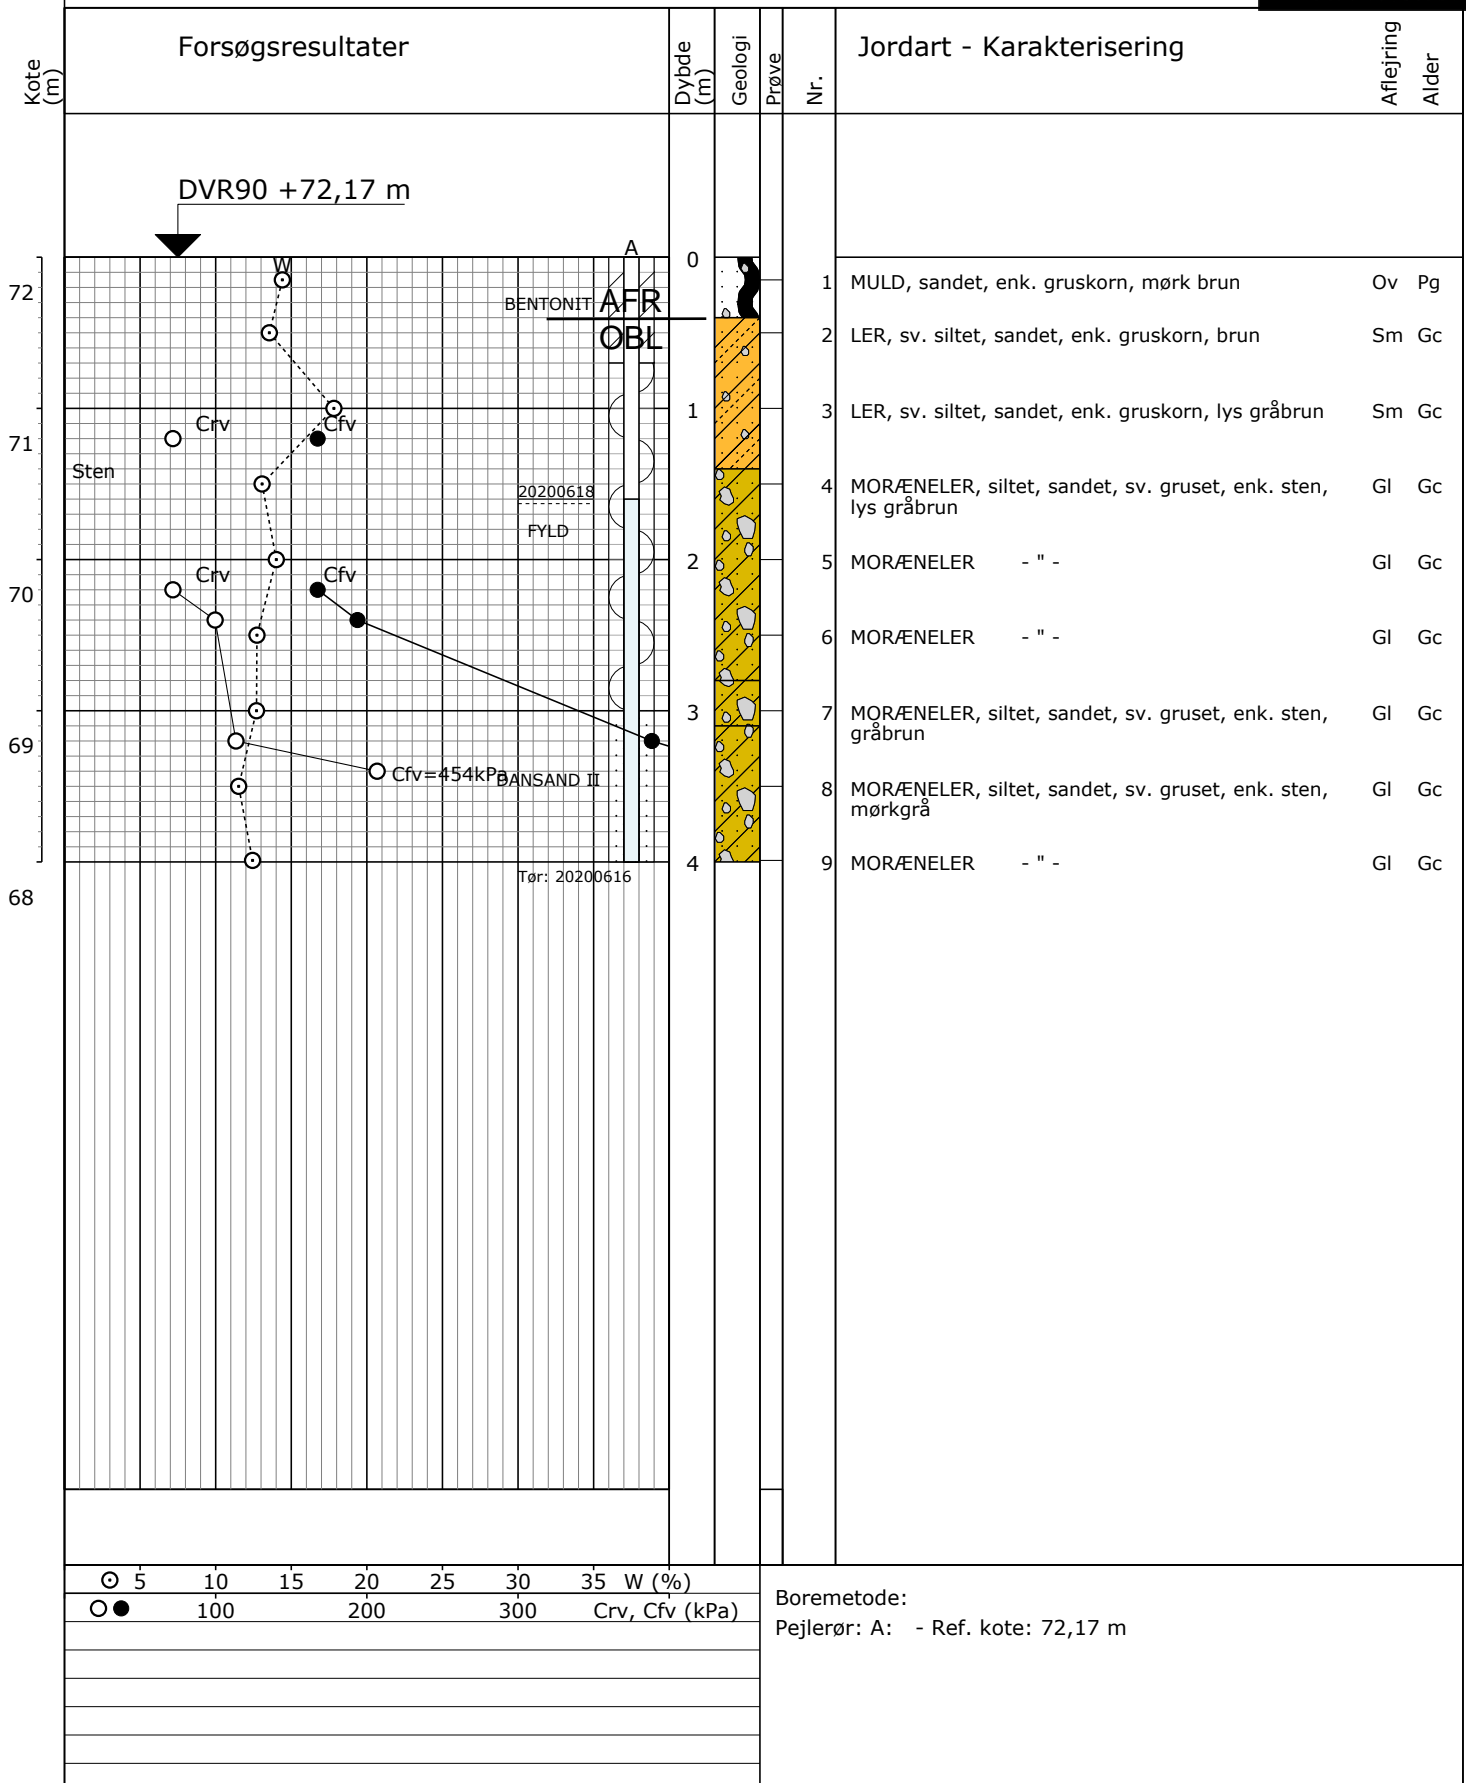 Kote (m)
Forsøgsresultater
Dybde (m)
Geologi
Prøve
Nr.
Jordart - Karakterisering
Aflejring
Alder
DVR90 +72,17 m
A
W
0
72
BENTONIT AFR
OBL
1 MULD, sandet, enk. gruskorn, mørk brun Ov Pg
2 LER, sv. siltet, sandet, enk. gruskorn, brun Sm Gc
1
3 LER, sv. siltet, sandet, enk. gruskorn, lys gråbrun Sm Gc
Crv Cfv
71
Sten
20200618
FYLD
4 MORÆNELER, siltet, sandet, sv. gruset, enk. sten, Gl Gc
lys gråbrun
2
5 MORÆNELER - " - Gl Gc
Crv Cfv
70
6 MORÆNELER - " - Gl Gc
3
7 MORÆNELER, siltet, sandet, sv. gruset, enk. sten, Gl Gc
gråbrun
69
Cfv=454kPa
DANSAND II
8 MORÆNELER, siltet, sandet, sv. gruset, enk. sten, Gl Gc
mørkgrå
4
9 MORÆNELER - " - Gl Gc
Tør: 20200616
68
5 10 15 20 25 30 35 W (%)
100 200 300 Crv, Cfv (kPa)
Boremetode:
Pejlerør: A: - Ref. kote: 72,17 m